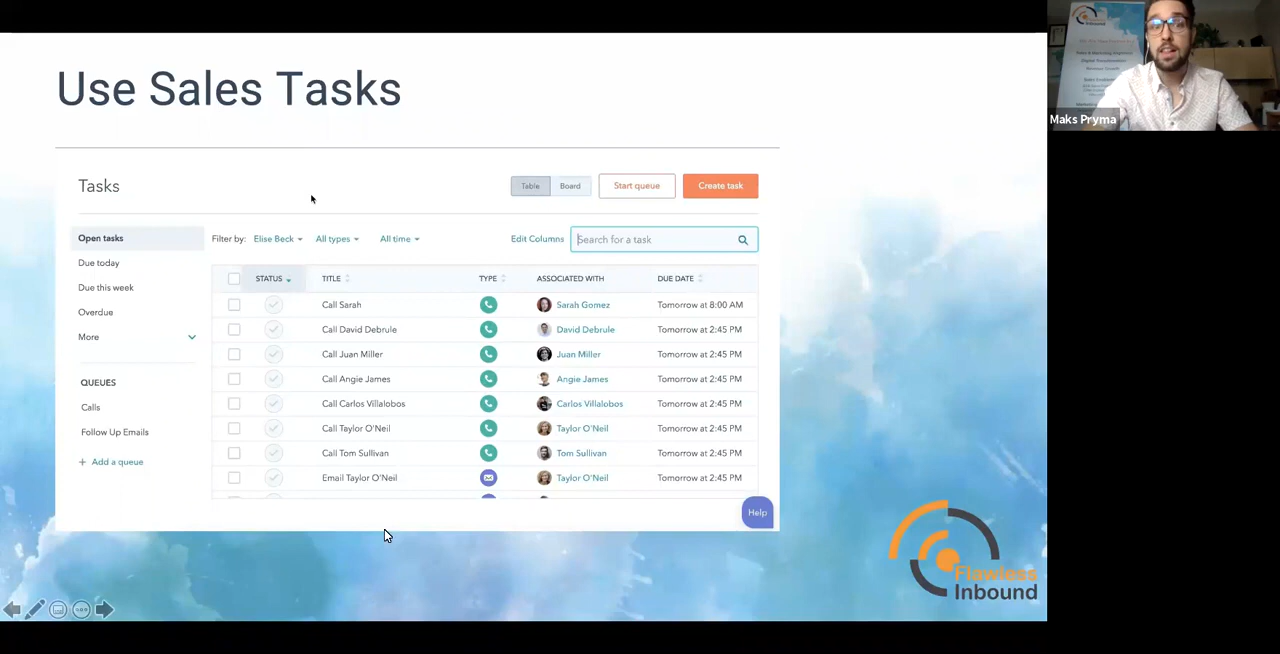 Use Sales Tasks
Tasks
Table Board Start queue Create task
Open tasks
Due today
Due this week
Overdue
More
QUEUES
Calls
Follow Up Emails
+ Add a queue
Filter by: Elise Beck All types All time Edit Columns Search for a task
STATUS TITLE TYPE ASSOCIATED WITH DUE DATE
Call Sarah Sarah Gomez Tomorrow at 8:00 AM
Call David Debrule David Debrule Tomorrow at 2:45 PM
Call Juan Miller Juan Miller Tomorrow at 2:45 PM
Call Angie James Angie James Tomorrow at 2:45 PM
Call Carlos Villalobos Carlos Villalobos Tomorrow at 2:45 PM
Call Taylor O'Neil Taylor O'Neil Tomorrow at 2:45 PM
Call Tom Sullivan Tom Sullivan Tomorrow at 2:45 PM
Email Taylor O'Neil Taylor O'Neil Tomorrow at 2:45 PM
Help
Flawless
Inbound
Inbound
Maks Pryma